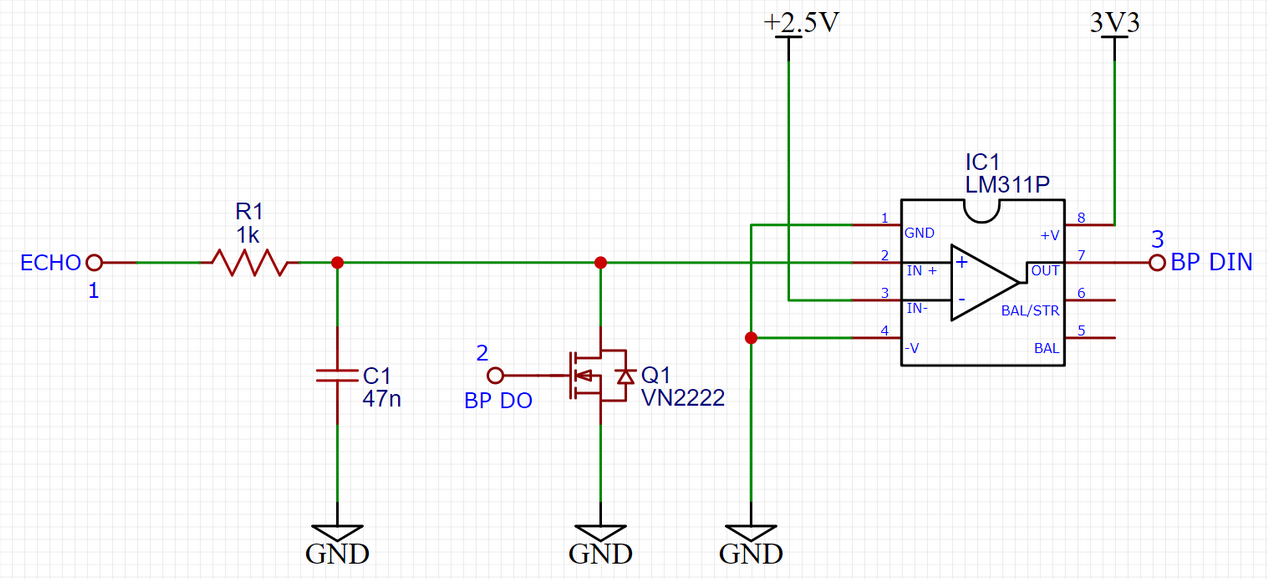 +2.5V
3V3
IC1
LM311P
R1
1k
ECHO
1
1
GND
8
+V
2
IN +
+
7
OUT
3
BP DIN
3
IN-
-
6
BAL/STR
4
-V
5
BAL
2
BP DO
C1
47n
Q1
VN2222
GND
GND
GND